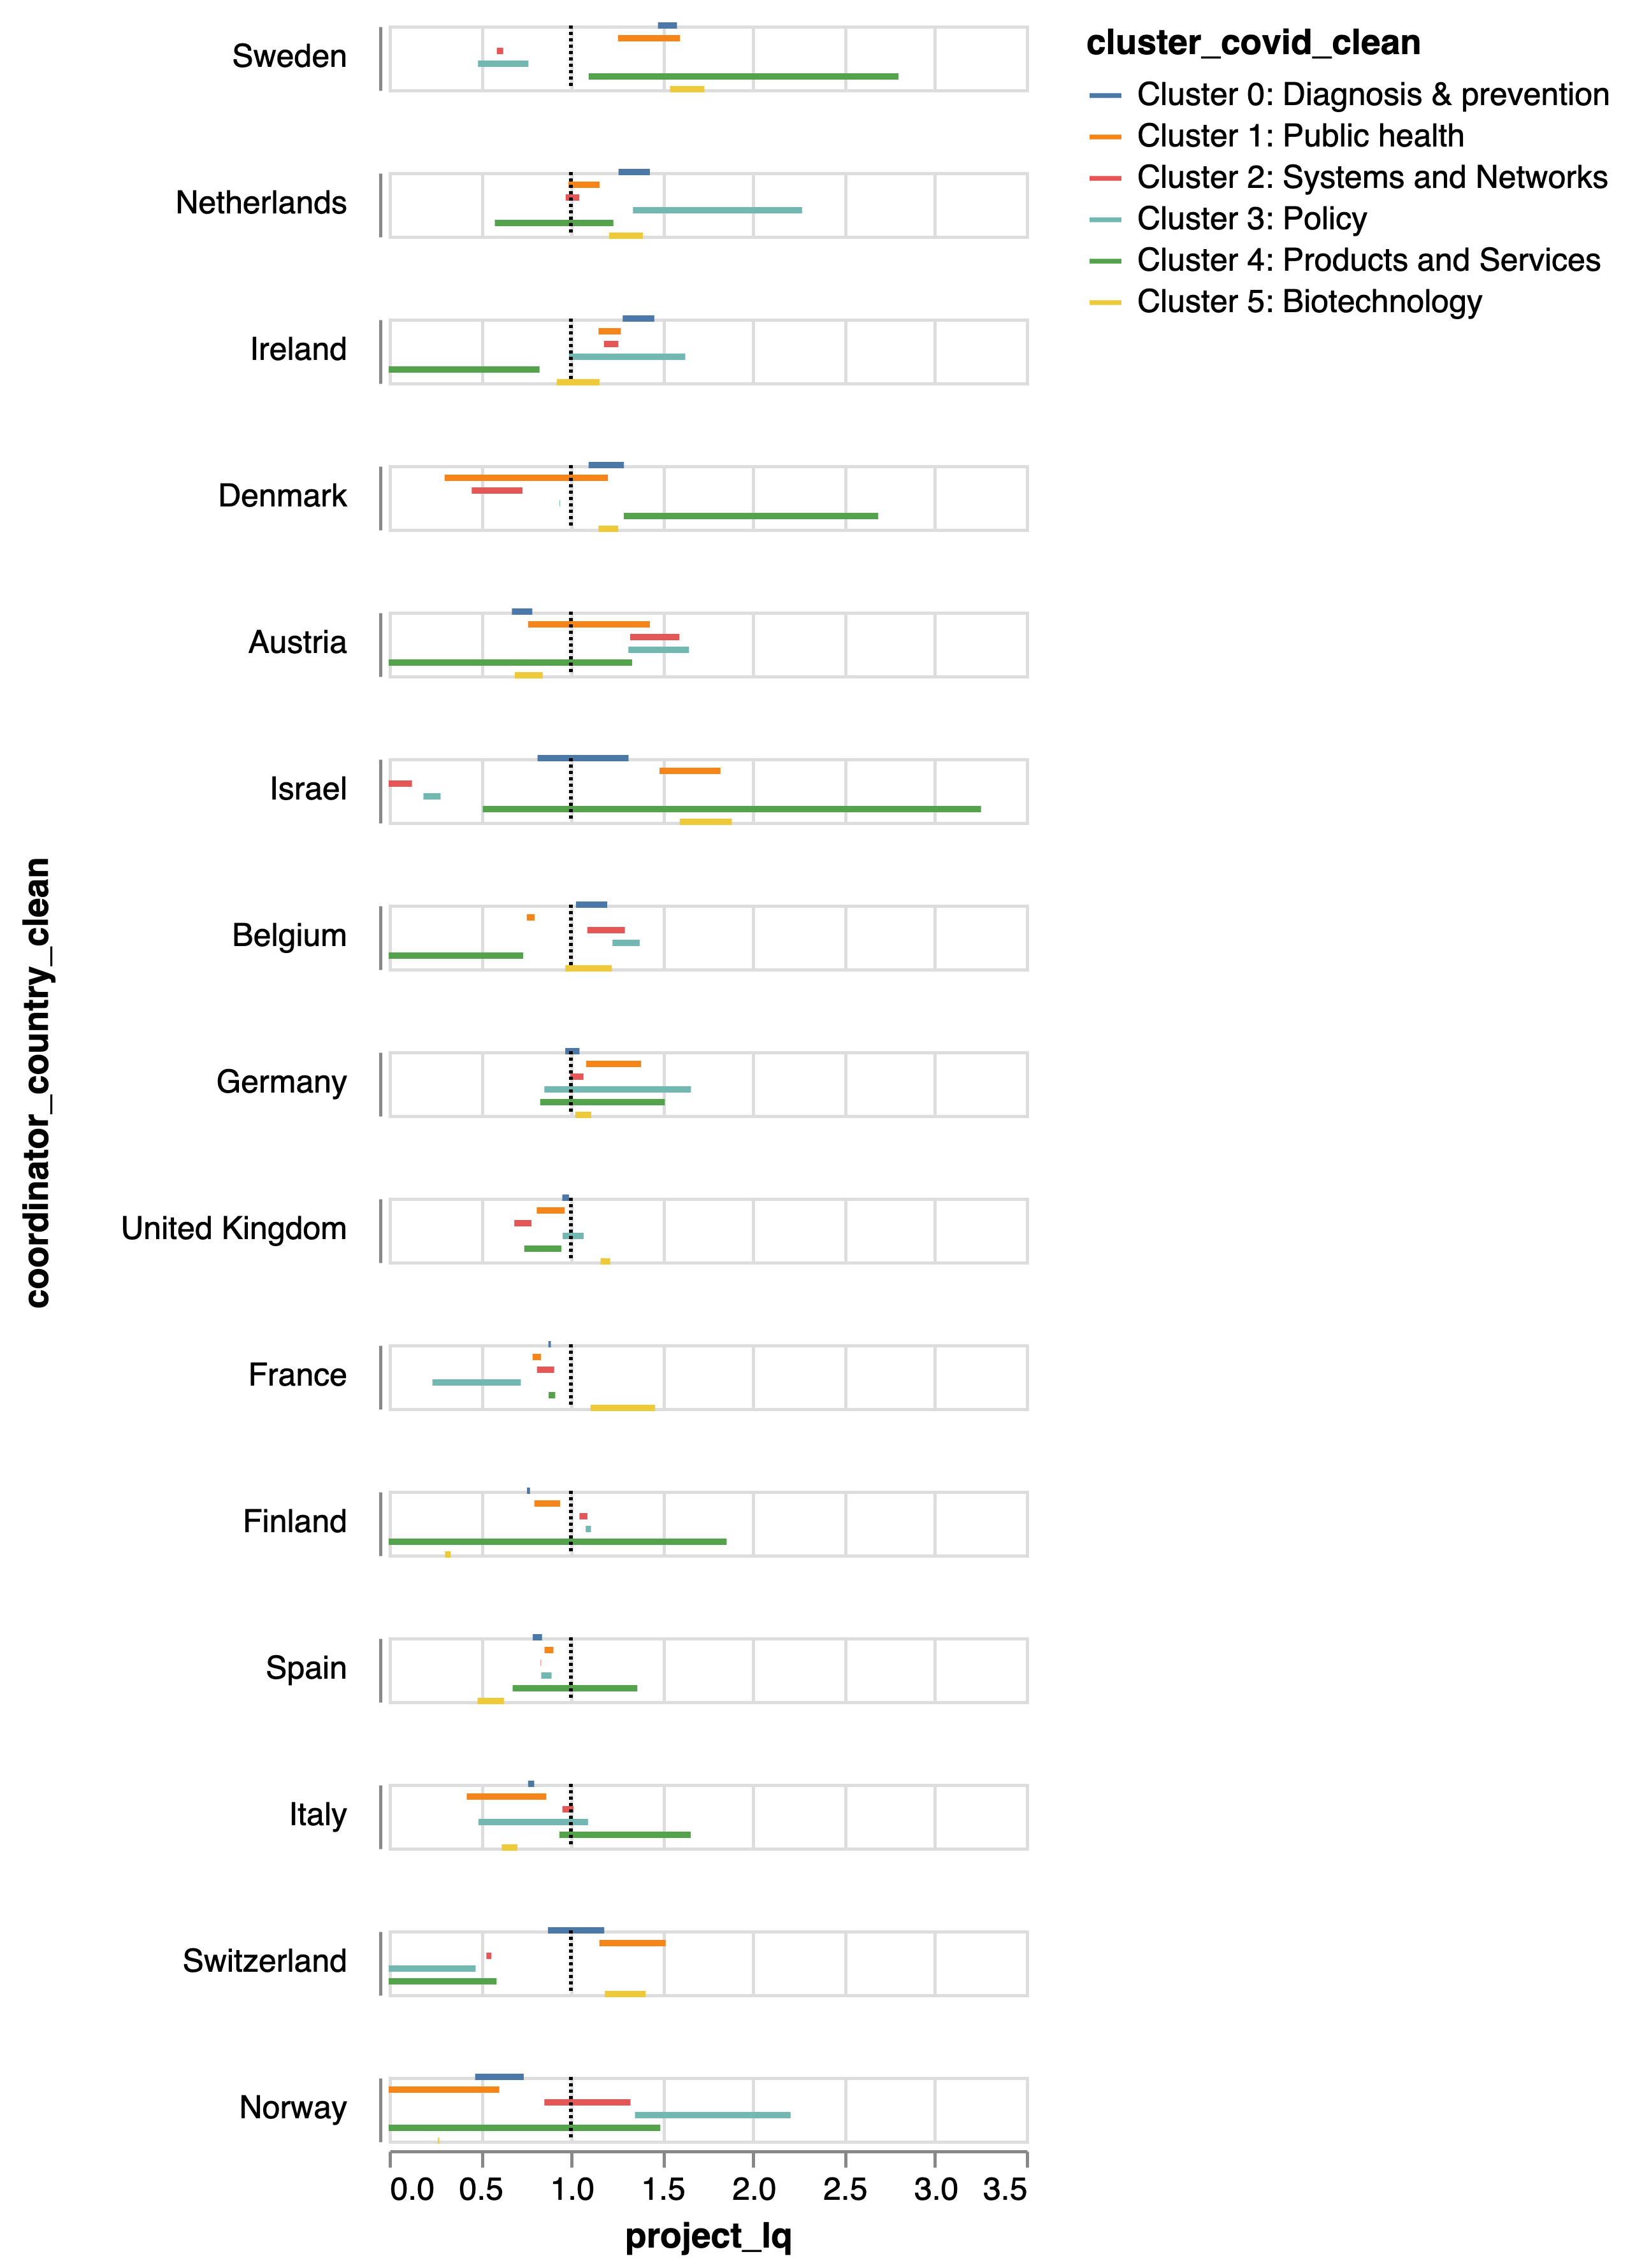 cluster_covid_clean
Cluster 0: Diagnosis & prevention
Cluster 1: Public health
Cluster 2: Systems and Networks
Cluster 3: Policy
Cluster 4: Products and Services
Cluster 5: Biotechnology
coordinator_country_clean
Sweden
Netherlands
Ireland
Denmark
Austria
Israel
Belgium
Germany
United Kingdom
France
Finland
Spain
Italy
Switzerland
Norway
0.0 0.5 1.0 1.5 2.0 2.5 3.0 3.5
project_lq